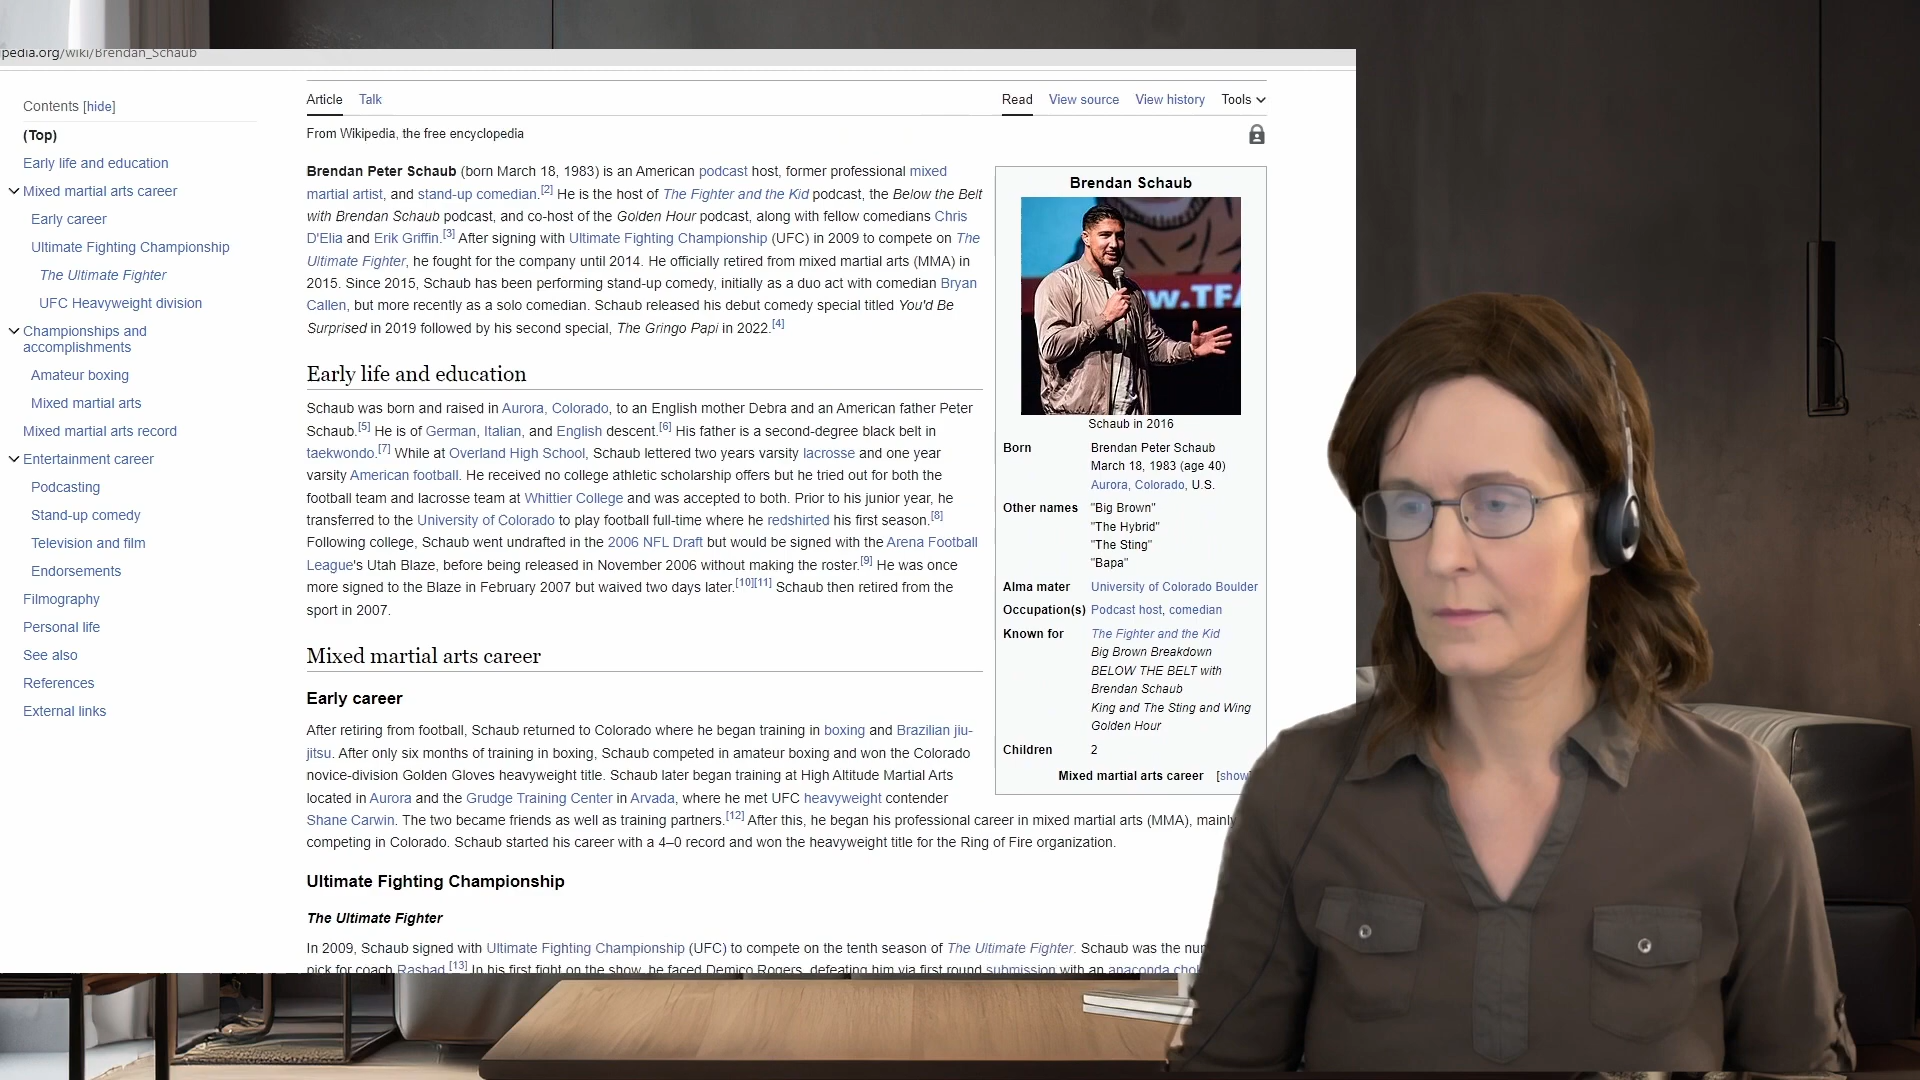 pedia.org/wiki/Brendan_Schaub
Contents [hide]
(Top)
Early life and education
Mixed martial arts career
Early career
Ultimate Fighting Championship
The Ultimate Fighter
UFC Heavyweight division
Championships and
accomplishments
Amateur boxing
Mixed martial arts
Mixed martial arts record
Entertainment career
Podcasting
Stand-up comedy
Television and film
Endorsements
Filmography
Personal life
See also
References
External links
Article Talk
Read View source View history Tools
From Wikipedia, the free encyclopedia
Brendan Peter Schaub (born March 18, 1983) is an American podcast host, former professional mixed
martial artist, and stand-up comedian.[2] He is the host of The Fighter and the Kid podcast, the Below the Belt
with Brendan Schaub podcast, and co-host of the Golden Hour podcast, along with fellow comedians Chris
D'Elia and Erik Griffin.[3] After signing with Ultimate Fighting Championship (UFC) in 2009 to compete on The
Ultimate Fighter, he fought for the company until 2014. He officially retired from mixed martial arts (MMA) in
2015. Since 2015, Schaub has been performing stand-up comedy, initially as a duo act with comedian Bryan
Callen, but more recently as a solo comedian. Schaub released his debut comedy special titled You'd Be
Surprised in 2019 followed by his second special, The Gringo Papi in 2022.[4]
Early life and education
Schaub was born and raised in Aurora, Colorado, to an English mother Debra and an American father Peter
Schaub.[5] He is of German, Italian, and English descent.[6] His father is a second-degree black belt in
taekwondo.[7] While at Overland High School, Schaub lettered two years varsity lacrosse and one year
varsity American football. He received no college athletic scholarship offers but he tried out for both the
football team and lacrosse team at Whittier College and was accepted to both. Prior to his junior year, he
transferred to the University of Colorado to play football full-time where he redshirted his first season.[8]
Following college, Schaub went undrafted in the 2006 NFL Draft but would be signed with the Arena Football
League's Utah Blaze, before being released in November 2006 without making the roster.[9] He was once
more signed to the Blaze in February 2007 but waived two days later.[10][11] Schaub then retired from the
sport in 2007.
Mixed martial arts career
Early career
After retiring from football, Schaub returned to Colorado where he began training in boxing and Brazilian jiu-
jitsu. After only six months of training in boxing, Schaub competed in amateur boxing and won the Colorado
novice-division Golden Gloves heavyweight title. Schaub later began training at High Altitude Martial Arts
located in Aurora and the Grudge Training Center in Arvada, where he met UFC heavyweight contender
Shane Carwin. The two became friends as well as training partners.[12] After this, he began his professional career in mixed martial arts (MMA), mainly
competing in Colorado. Schaub started his career with a 4–0 record and won the heavyweight title for the Ring of Fire organization.
Ultimate Fighting Championship
The Ultimate Fighter
In 2009, Schaub signed with Ultimate Fighting Championship (UFC) to compete on the tenth season of The Ultimate Fighter. Schaub was the
pick for coach Rashad.[13] In his first fight on the show, he faced Demico Rogers, defeating him via first round submission with an anaconda
Brendan Schaub
w.TF
Schaub in 2016
Born Brendan Peter Schaub
March 18, 1983 (age 40)
Aurora, Colorado, U.S.
Other names "Big Brown"
"The Hybrid"
"The Sting"
"Bapa"
Alma mater University of Colorado Boulder
Occupation(s) Podcast host, comedian
Known for The Fighter and the Kid
Big Brown Breakdown
BELOW THE BELT with
Brendan Schaub
King and The Sting and Wing
Golden Hour
Children 2
Mixed martial arts career [show]